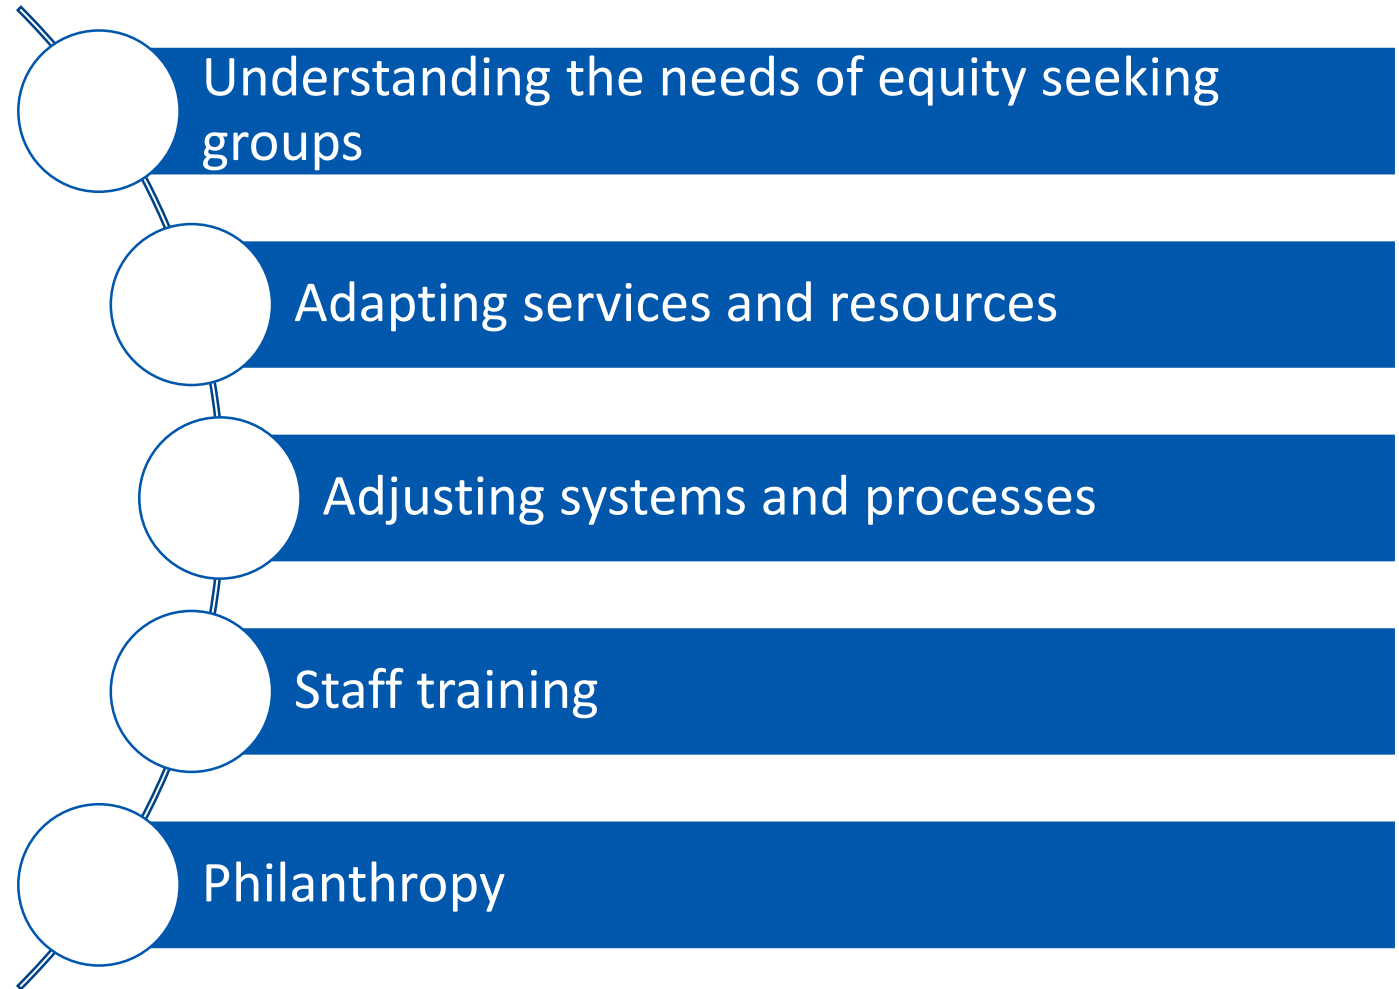 Understanding the needs of equity seeking
groups
Adapting services and resources
Adjusting systems and processes
Staff training
Philanthropy